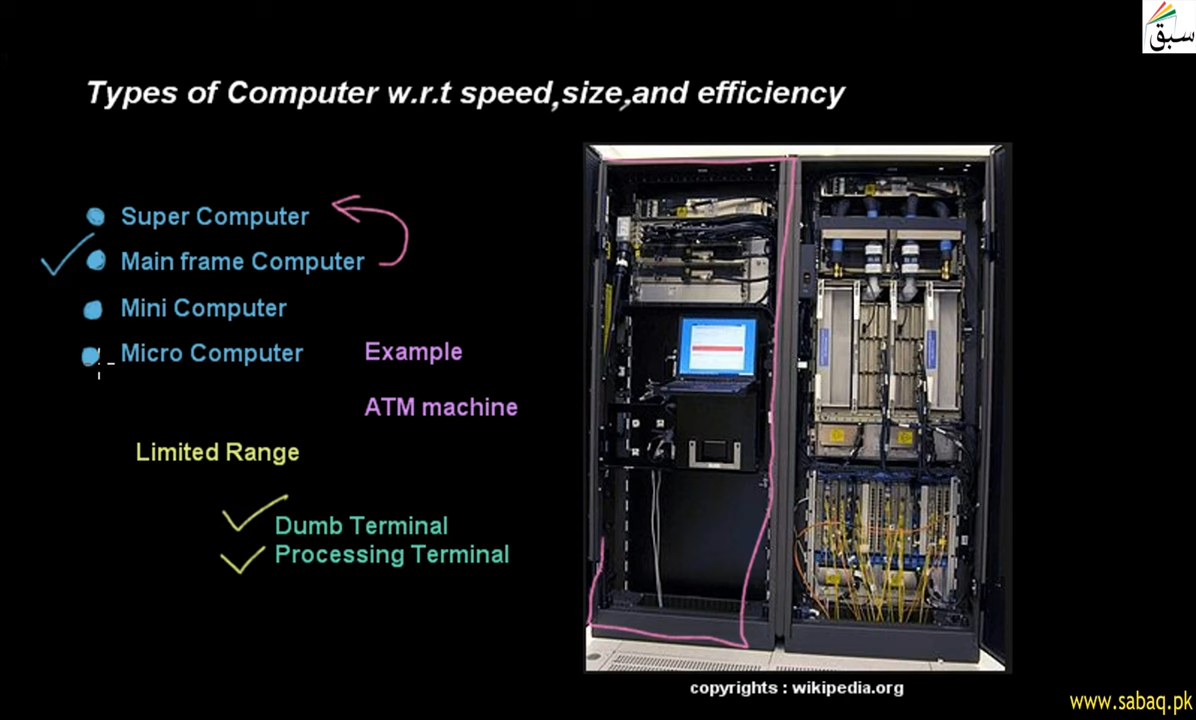 سبق
Types of Computer w.r.t speed,size,and efficiency
Super Computer
Main frame Computer
Mini Computer
Micro Computer
Example
ATM machine
Limited Range
Dumb Terminal
Processing Terminal
copyrights : wikipedia.org
www.sabaq.pk